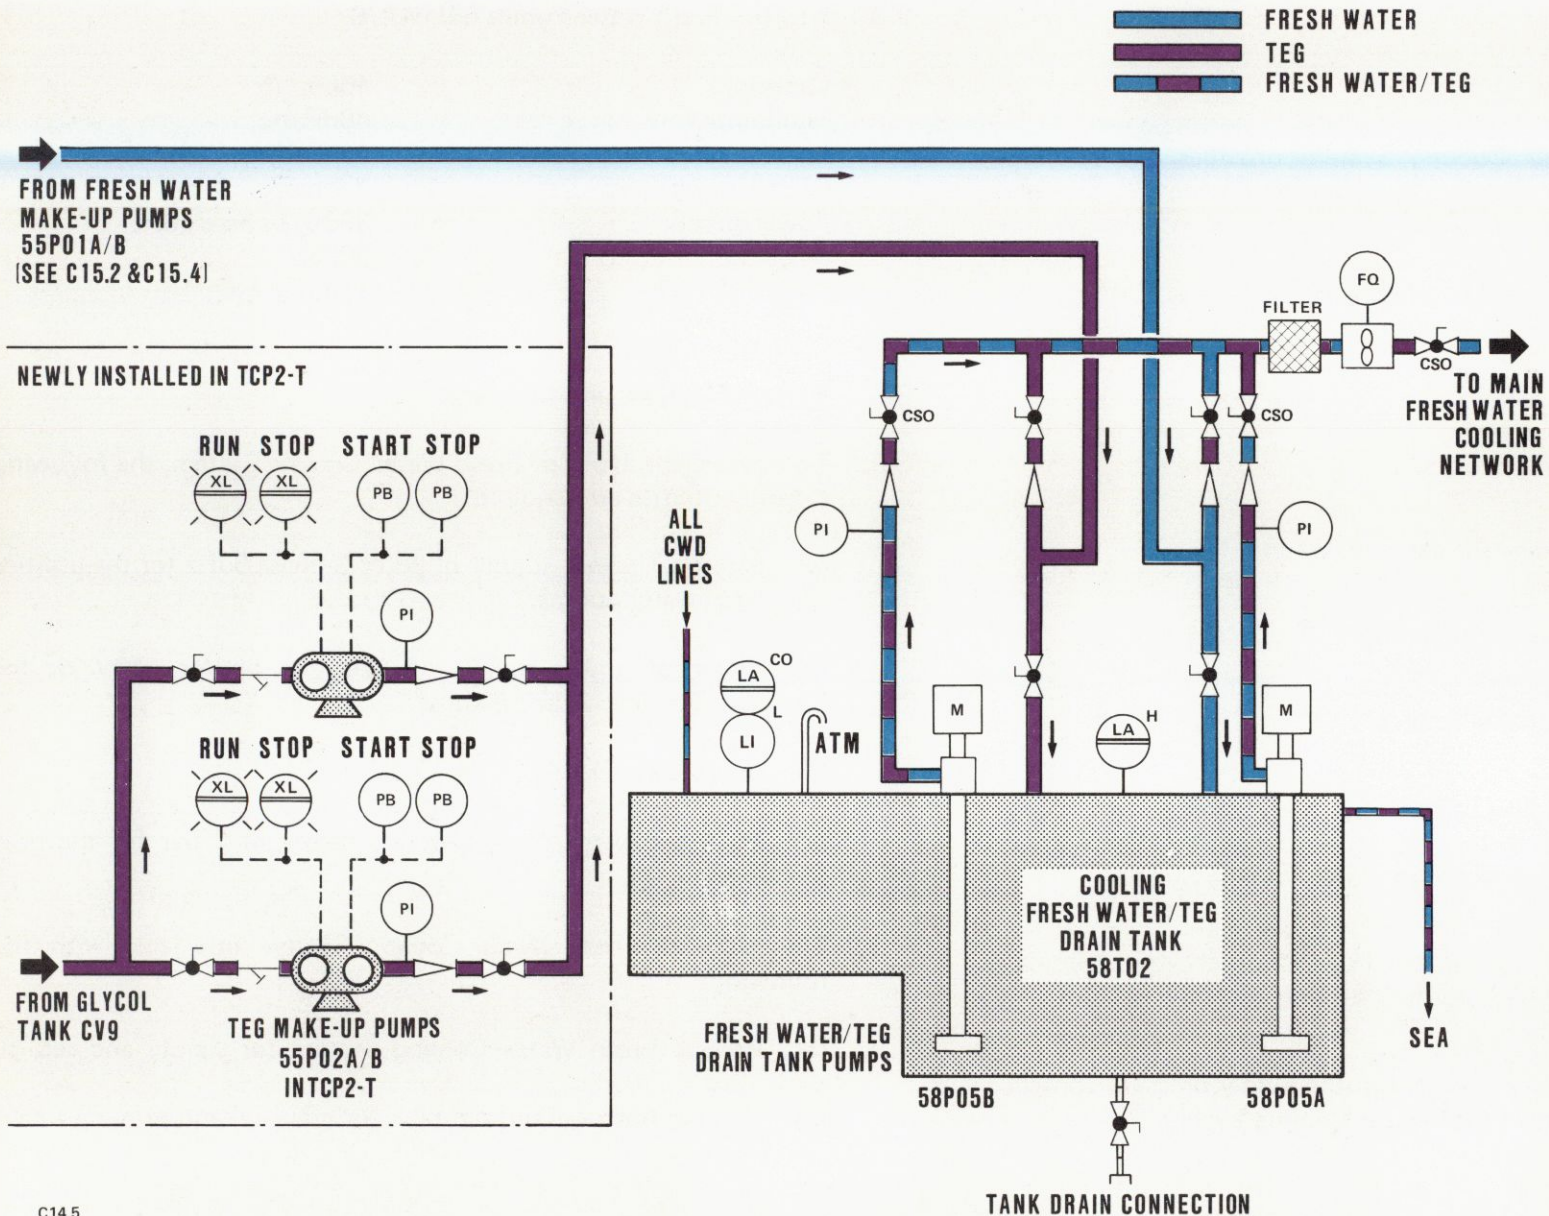 FRESH WATER
TEG
FRESH WATER/TEG
FROM FRESH WATER
MAKE-UP PUMPS
55P01A/B
(SEE C15.2 &C15.4)
FQ
FILTER
CSO
TO MAIN
FRESH WATER
COOLING
NETWORK
NEWLY INSTALLED IN TCP2-T
CSO
CSO
RUN STOP START STOP
XL XL PB PB
PI
PI
PI
ALL
CWD
LINES
CO
LA
L
LI
ATM
M
LA
H
M
RUN STOP START STOP
XL XL PB PB
PI
FROM GLYCOL
TANK CV9
TEG MAKE-UP PUMPS
55P02A/B
INTCP2-T
COOLING
FRESH WATER/TEG
DRAIN TANK
58T02
FRESH WATER/TEG
DRAIN TANK PUMPS
58P05B
58P05A
SEA
TANK DRAIN CONNECTION
C14.5